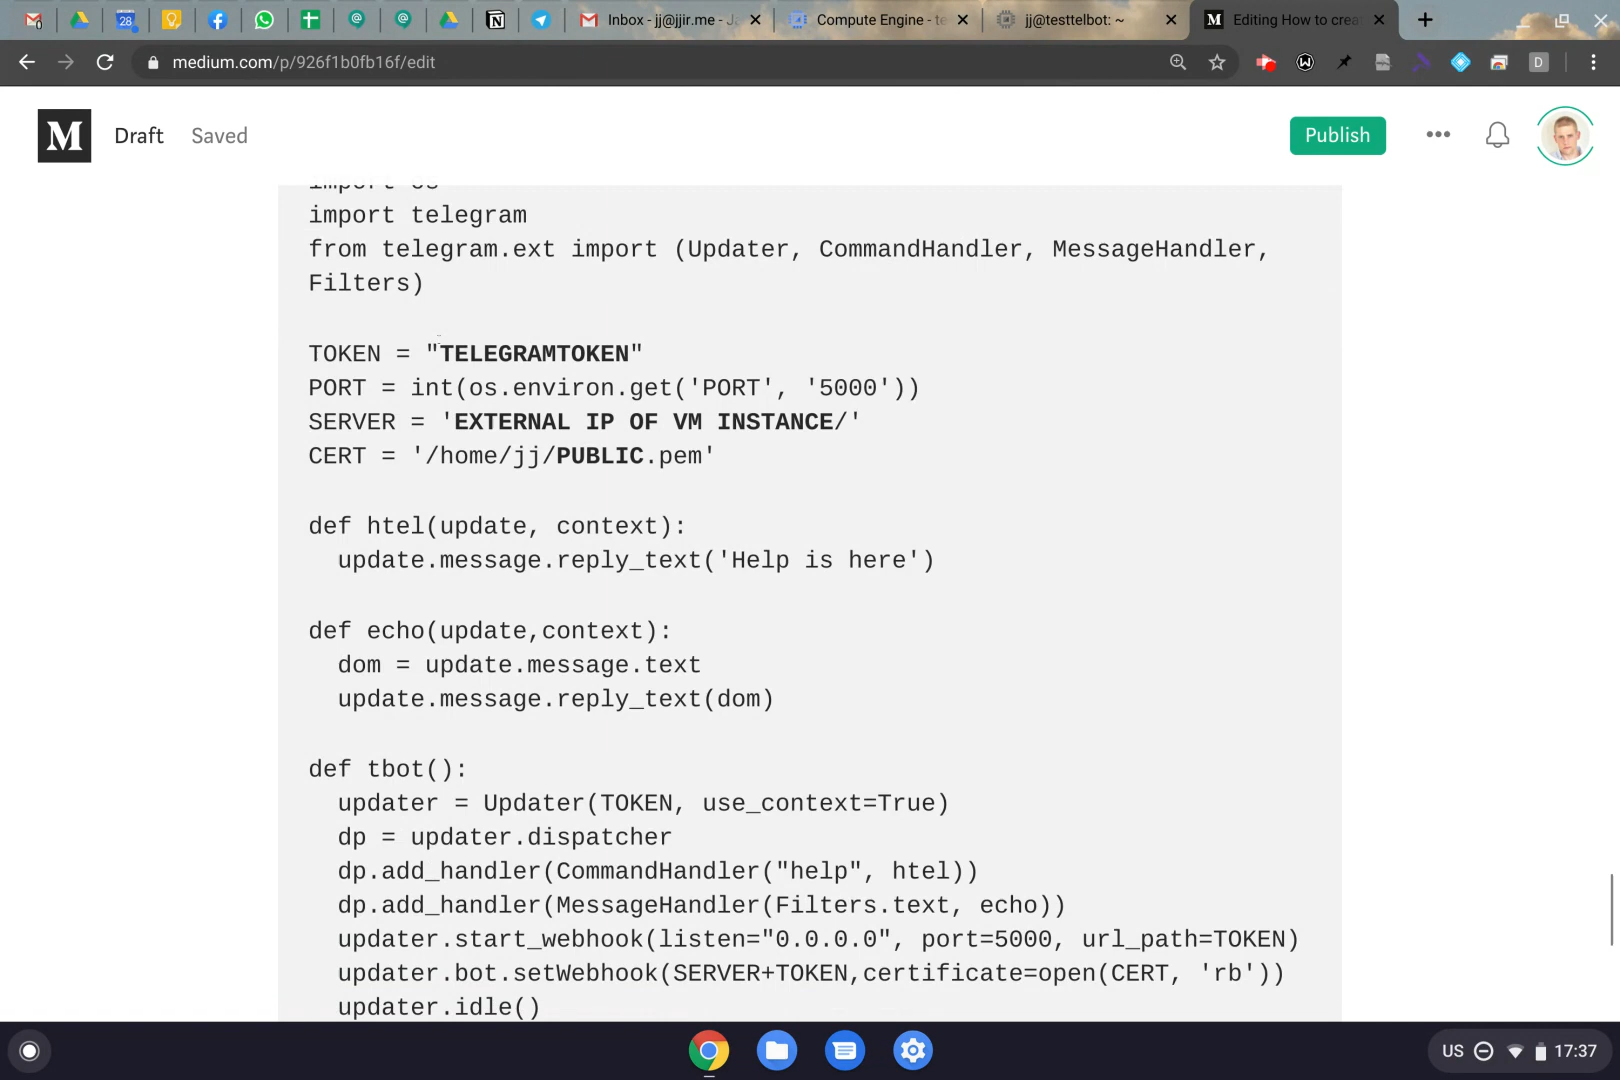 28
Inbox - jj@jjir.me - J
Compute Engine - te
jj@testtelbot: ~
M
Editing How to crea
medium.com/p/926f1b0fb16f/edit
D
M
Draft
Saved
Publish
import os
import telegram
from telegram.ext import (Updater, CommandHandler, MessageHandler,
Filters)
TOKEN = "TELEGRAMTOKEN"
PORT = int(os.environ.get('PORT', '5000'))
SERVER = 'EXTERNAL IP OF VM INSTANCE/'
CERT = '/home/jj/PUBLIC.pem'
def htel(update, context):
update.message.reply_text('Help is here')
def echo(update,context):
dom = update.message.text
update.message.reply_text(dom)
def tbot():
updater = Updater(TOKEN, use_context=True)
dp = updater.dispatcher
dp.add_handler(CommandHandler("help", htel))
dp.add_handler(MessageHandler(Filters.text, echo))
updater.start_webhook(listen="0.0.0.0", port=5000, url_path=TOKEN)
updater.bot.setWebhook(SERVER+TOKEN,certificate=open(CERT, 'rb'))
updater.idle()
US
17:37